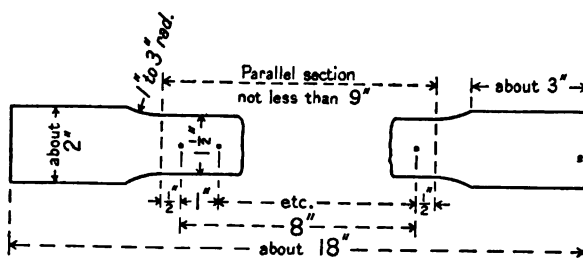 1" to 3" rad.
Parallel section
not less than 9"
about 3"
about 2"
1½"
½"
1"
etc.
½"
8"
about 18"